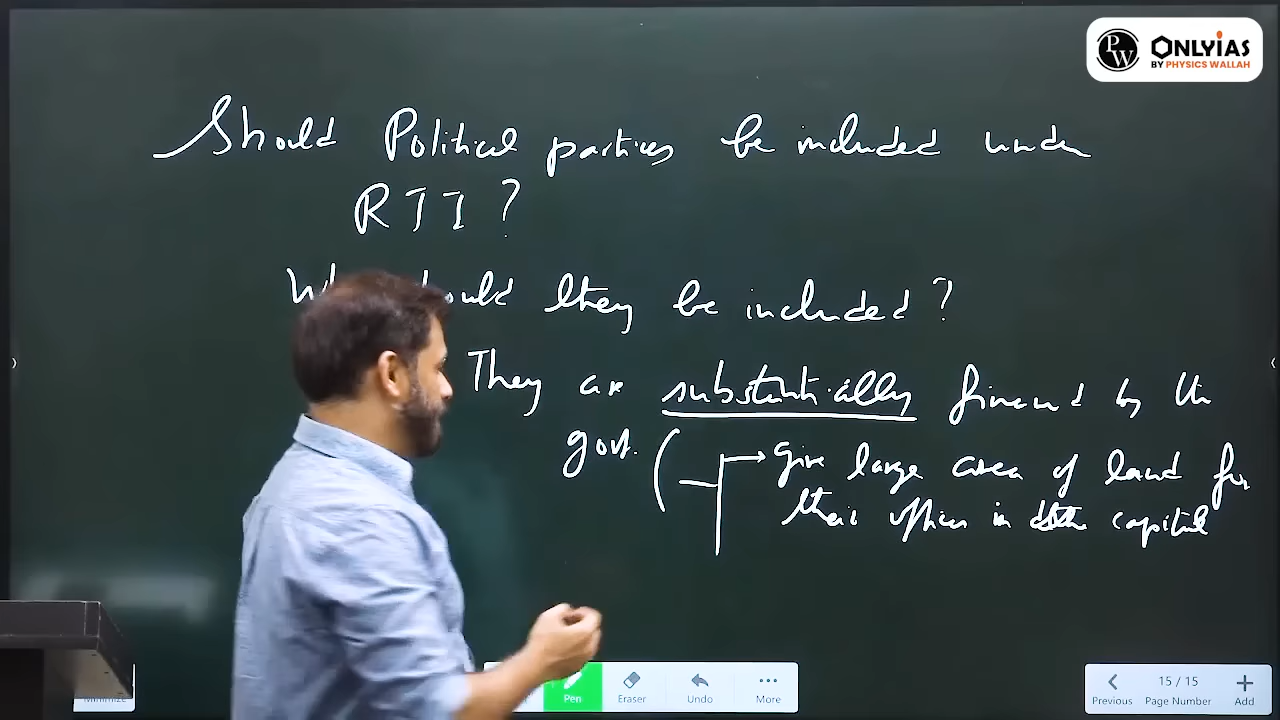 PW ONLYIAS
BY PHYSICS WALLAH
Should Political parties be included under
RTI?
should they be included?
They are substantially financed by the
govt. ( → give large area of land for
their offices in capital
Pen
Eraser
Undo
More
Minimize
Previous
15 / 15
Page Number
Add